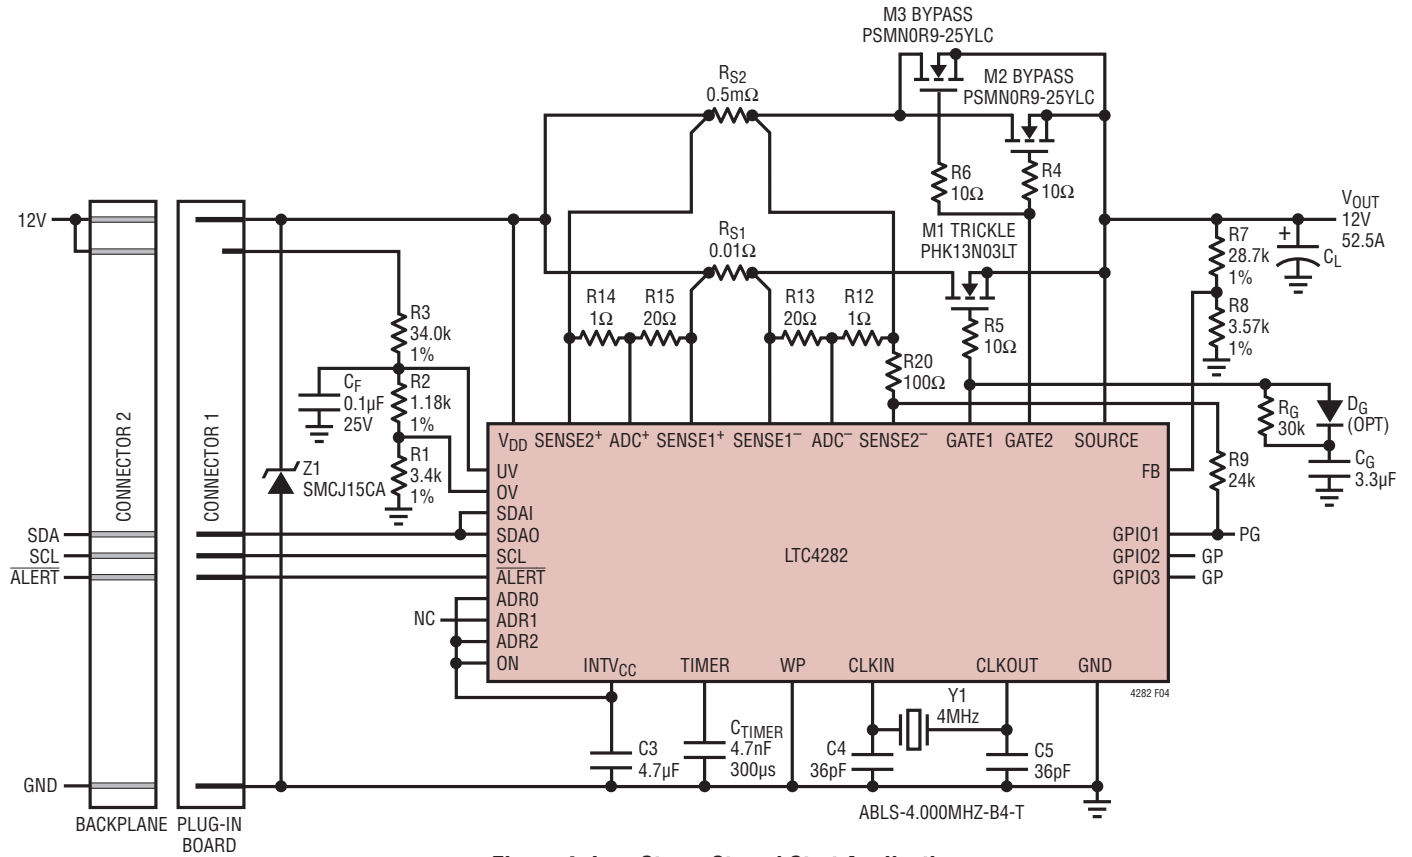 M3 BYPASS
PSMN0R9-25YLC
M2 BYPASS
PSMN0R9-25YLC
RS2
0.5mΩ
R6
10Ω
R4
10Ω
12V
VOUT
12V
52.5A
RS1
0.01Ω
M1 TRICKLE
PHK13N03LT
R7
28.7k
1%
+
CL
R14
1Ω
R15
20Ω
R13
20Ω
R12
1Ω
R3
34.0k
1%
R5
10Ω
R8
3.57k
1%
R20
100Ω
CF
0.1µF
25V
R2
1.18k
1%
RG
30k
DG
(OPT)
CONNECTOR 2
CONNECTOR 1
VDD SENSE2+ ADC+ SENSE1+ SENSE1– ADC– SENSE2– GATE1 GATE2 SOURCE
Z1
SMCJ15CA
R1
3.4k
1%
UV
OV
SDAI
SDAO
SCL
ALERT
ADR0
ADR1
ADR2
ON
FB
R9
24k
CG
3.3µF
SDA
SCL
ALERT
LTC4282
GPIO1
GPIO2
GPIO3
PG
GP
GP
NC
INTVCC TIMER WP CLKIN CLKOUT GND
4282 F04
Y1
4MHz
C3
4.7µF
CTIMER
4.7nF
300µs
C4
36pF
C5
36pF
GND
ABLS-4.000MHZ-B4-T
BACKPLANE
PLUG-IN
BOARD